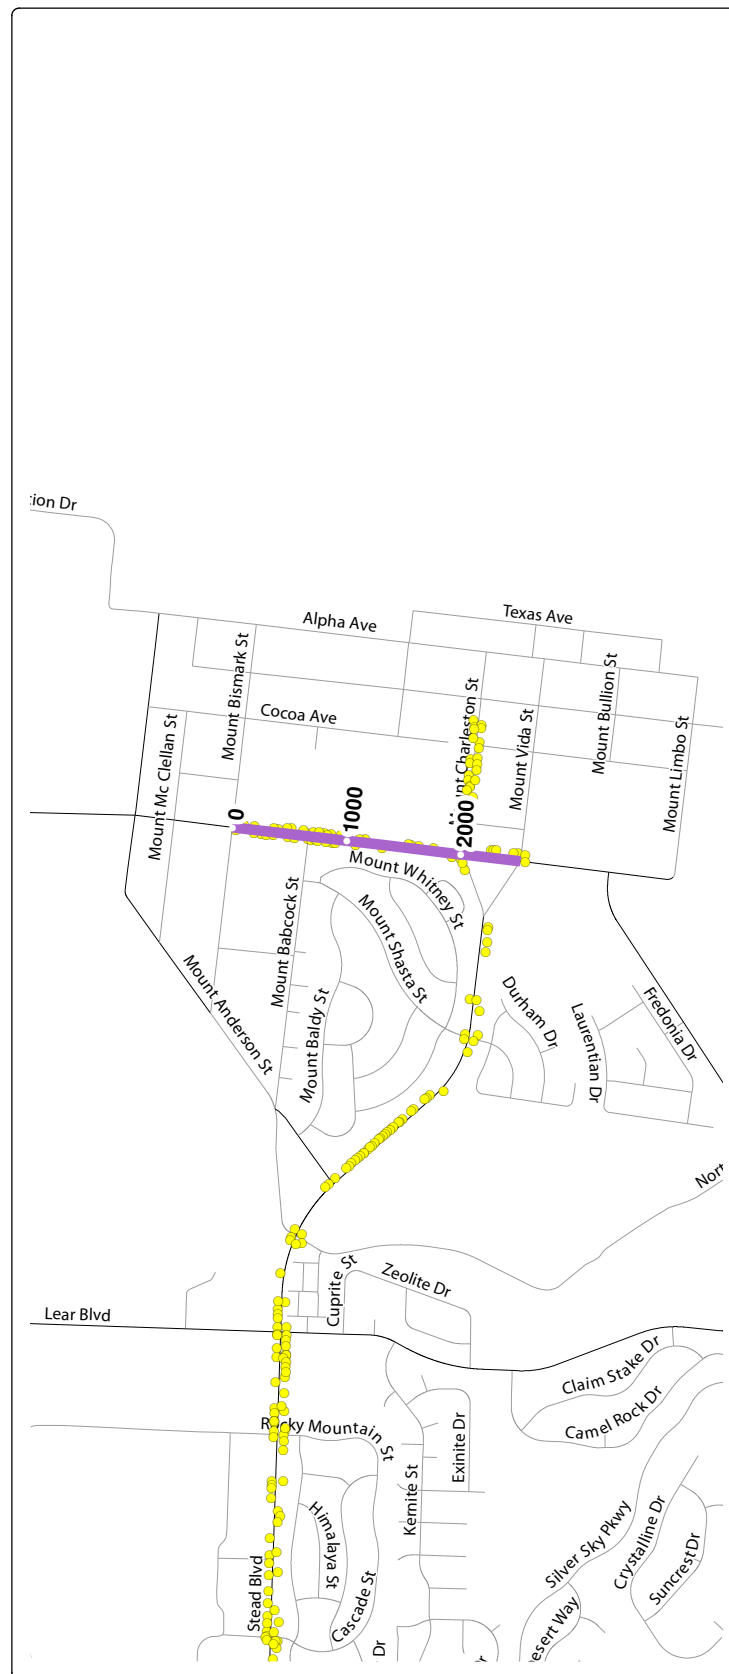 ion Dr
Texas Ave
Alpha Ave
Mount Bismark St
Mount Bullion St
Cocoa Ave
nt Charleston St
Mount Vida St
Mount Limbo St
Mount Mc Clellan St
0
1000
2000
Mount Whitney St
Mount Babcock St
Mount Shasta St
Mount Anderson St
Mount Baldy St
Durham Dr
Laurentian Dr
Fredonia Dr
Nort
Cuprite St
Zeolite Dr
Lear Blvd
Claim Stake Dr
Camel Rock Dr
Rocky Mountain St
Exinite Dr
Kernite St
Himalaya St
Silver Sky Pkwy
Crystalline Dr
Suncrest Dr
Stead Blvd
Cascade St
esert Way
Dr